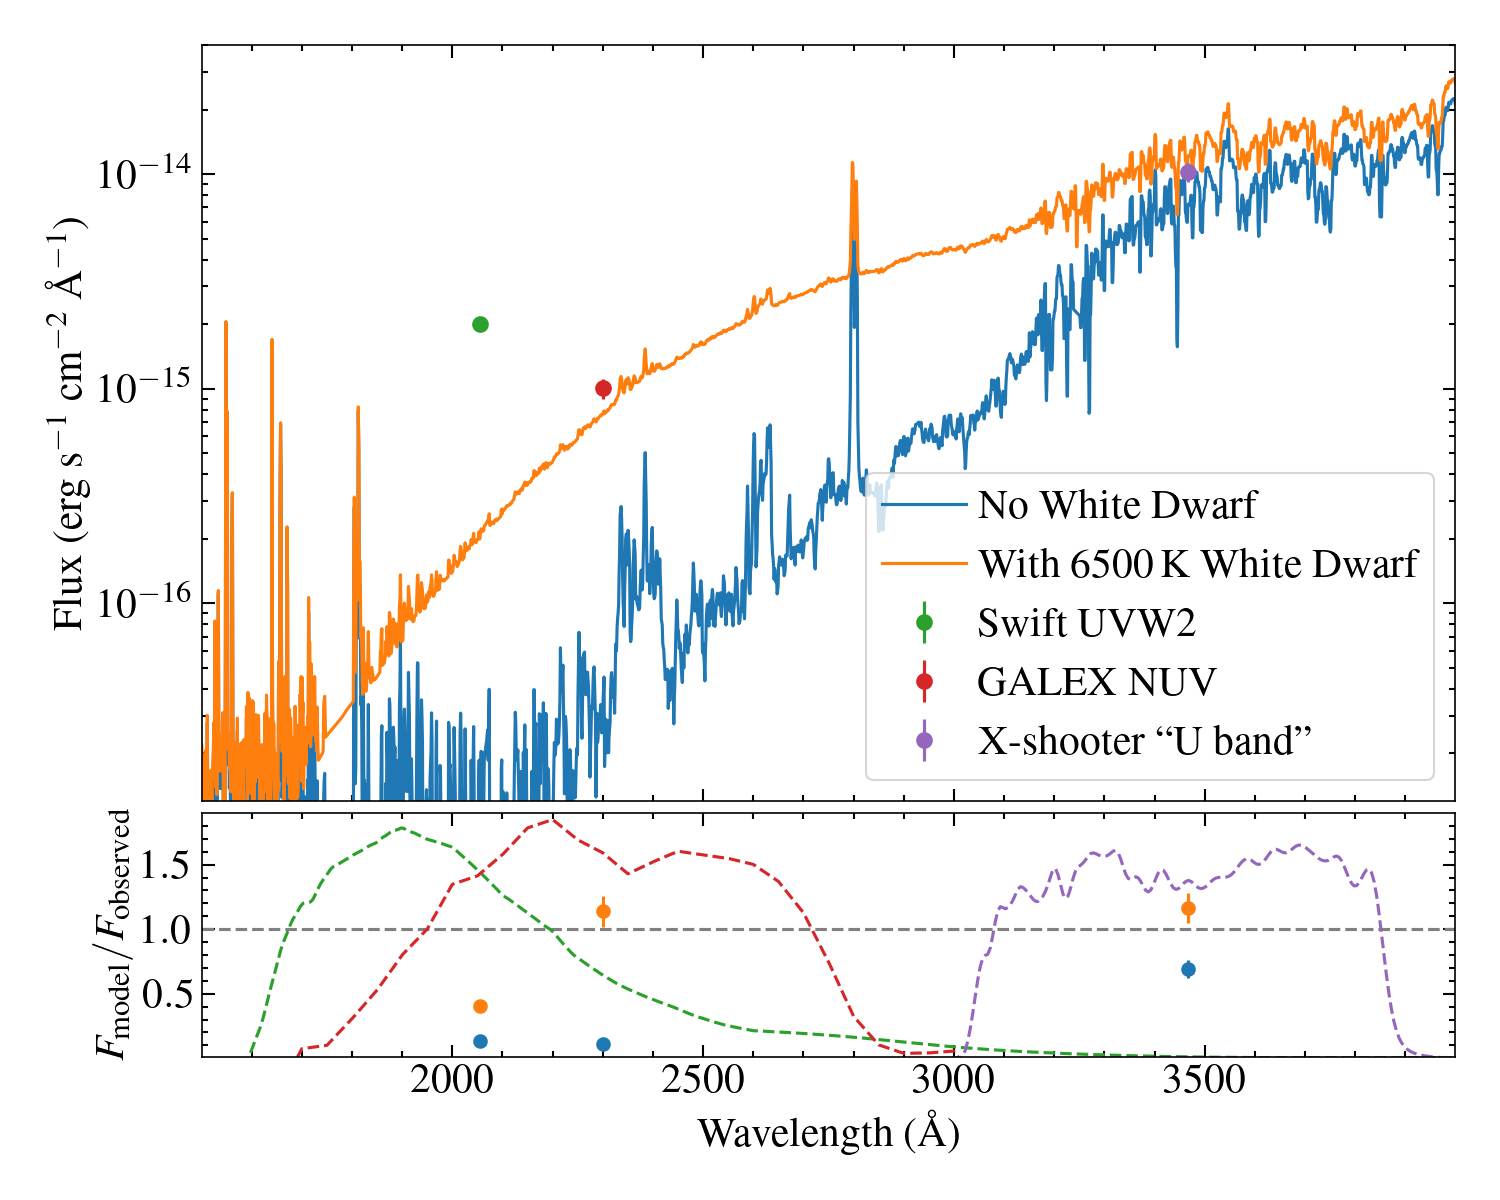 Flux (erg s⁻¹ cm⁻² Å⁻¹)
10⁻¹⁴
10⁻¹⁵
10⁻¹⁶
No White Dwarf
With 6500 K White Dwarf
Swift UVW2
GALEX NUV
X-shooter “U band”
F_model/F_observed
1.5
1.0
0.5
2000 2500 3000 3500
Wavelength (Å)